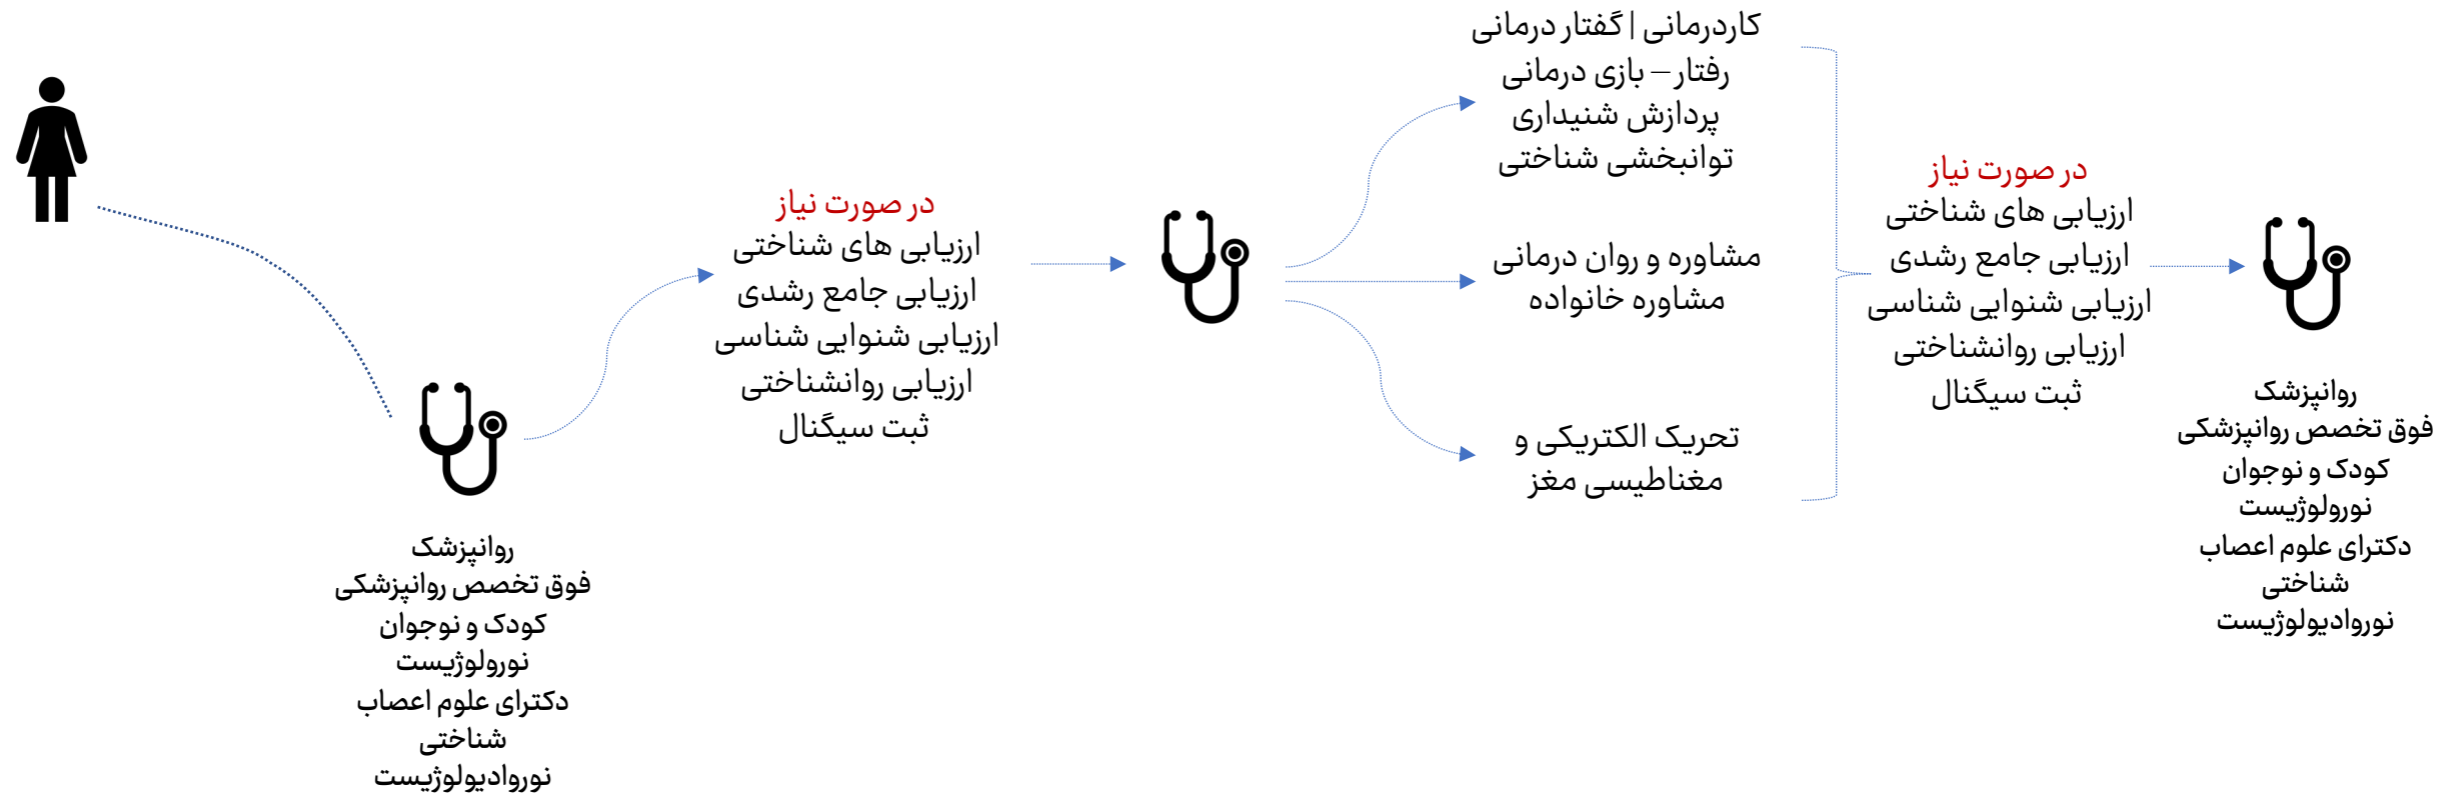 روانپزشک
فوق تخصص روانپزشکی
کودک و نوجوان
نورولوژیست
دکترای علوم اعصاب
شناختی
نوروادیولوژیست
در صورت نیاز
ارزیابی های شناختی
ارزیابی جامع رشدی
ارزیابی شنوایی شناسی
ارزیابی روانشناختی
ثبت سیگنال
کاردرمانی | گفتار درمانی
رفتار – بازی درمانی
پردازش شنیداری
توانبخشی شناختی
مشاوره و روان درمانی
مشاوره خانواده
تحریک الکتریکی و
مغناطیسی مغز
در صورت نیاز
ارزیابی های شناختی
ارزیابی جامع رشدی
ارزیابی شنوایی شناسی
ارزیابی روانشناختی
ثبت سیگنال
روانپزشک
فوق تخصص روانپزشکی
کودک و نوجوان
نورولوژیست
دکترای علوم اعصاب
شناختی
نوروادیولوژیست